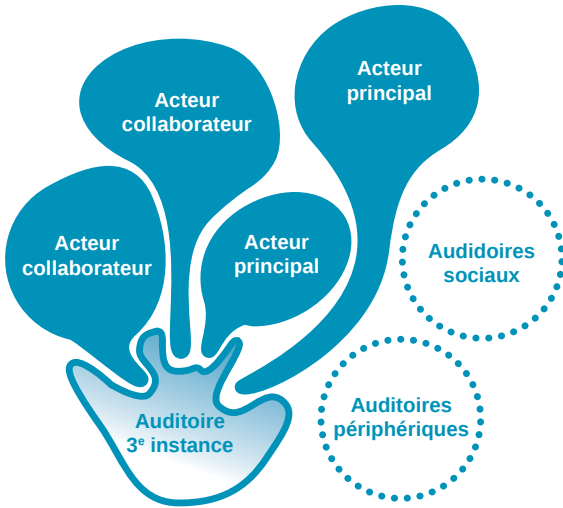 Acteur
principal
Acteur
collaborateur
Acteur
collaborateur
Acteur
principal
Audidoires
sociaux
Auditoires
périphériques
Auditoire
3e instance